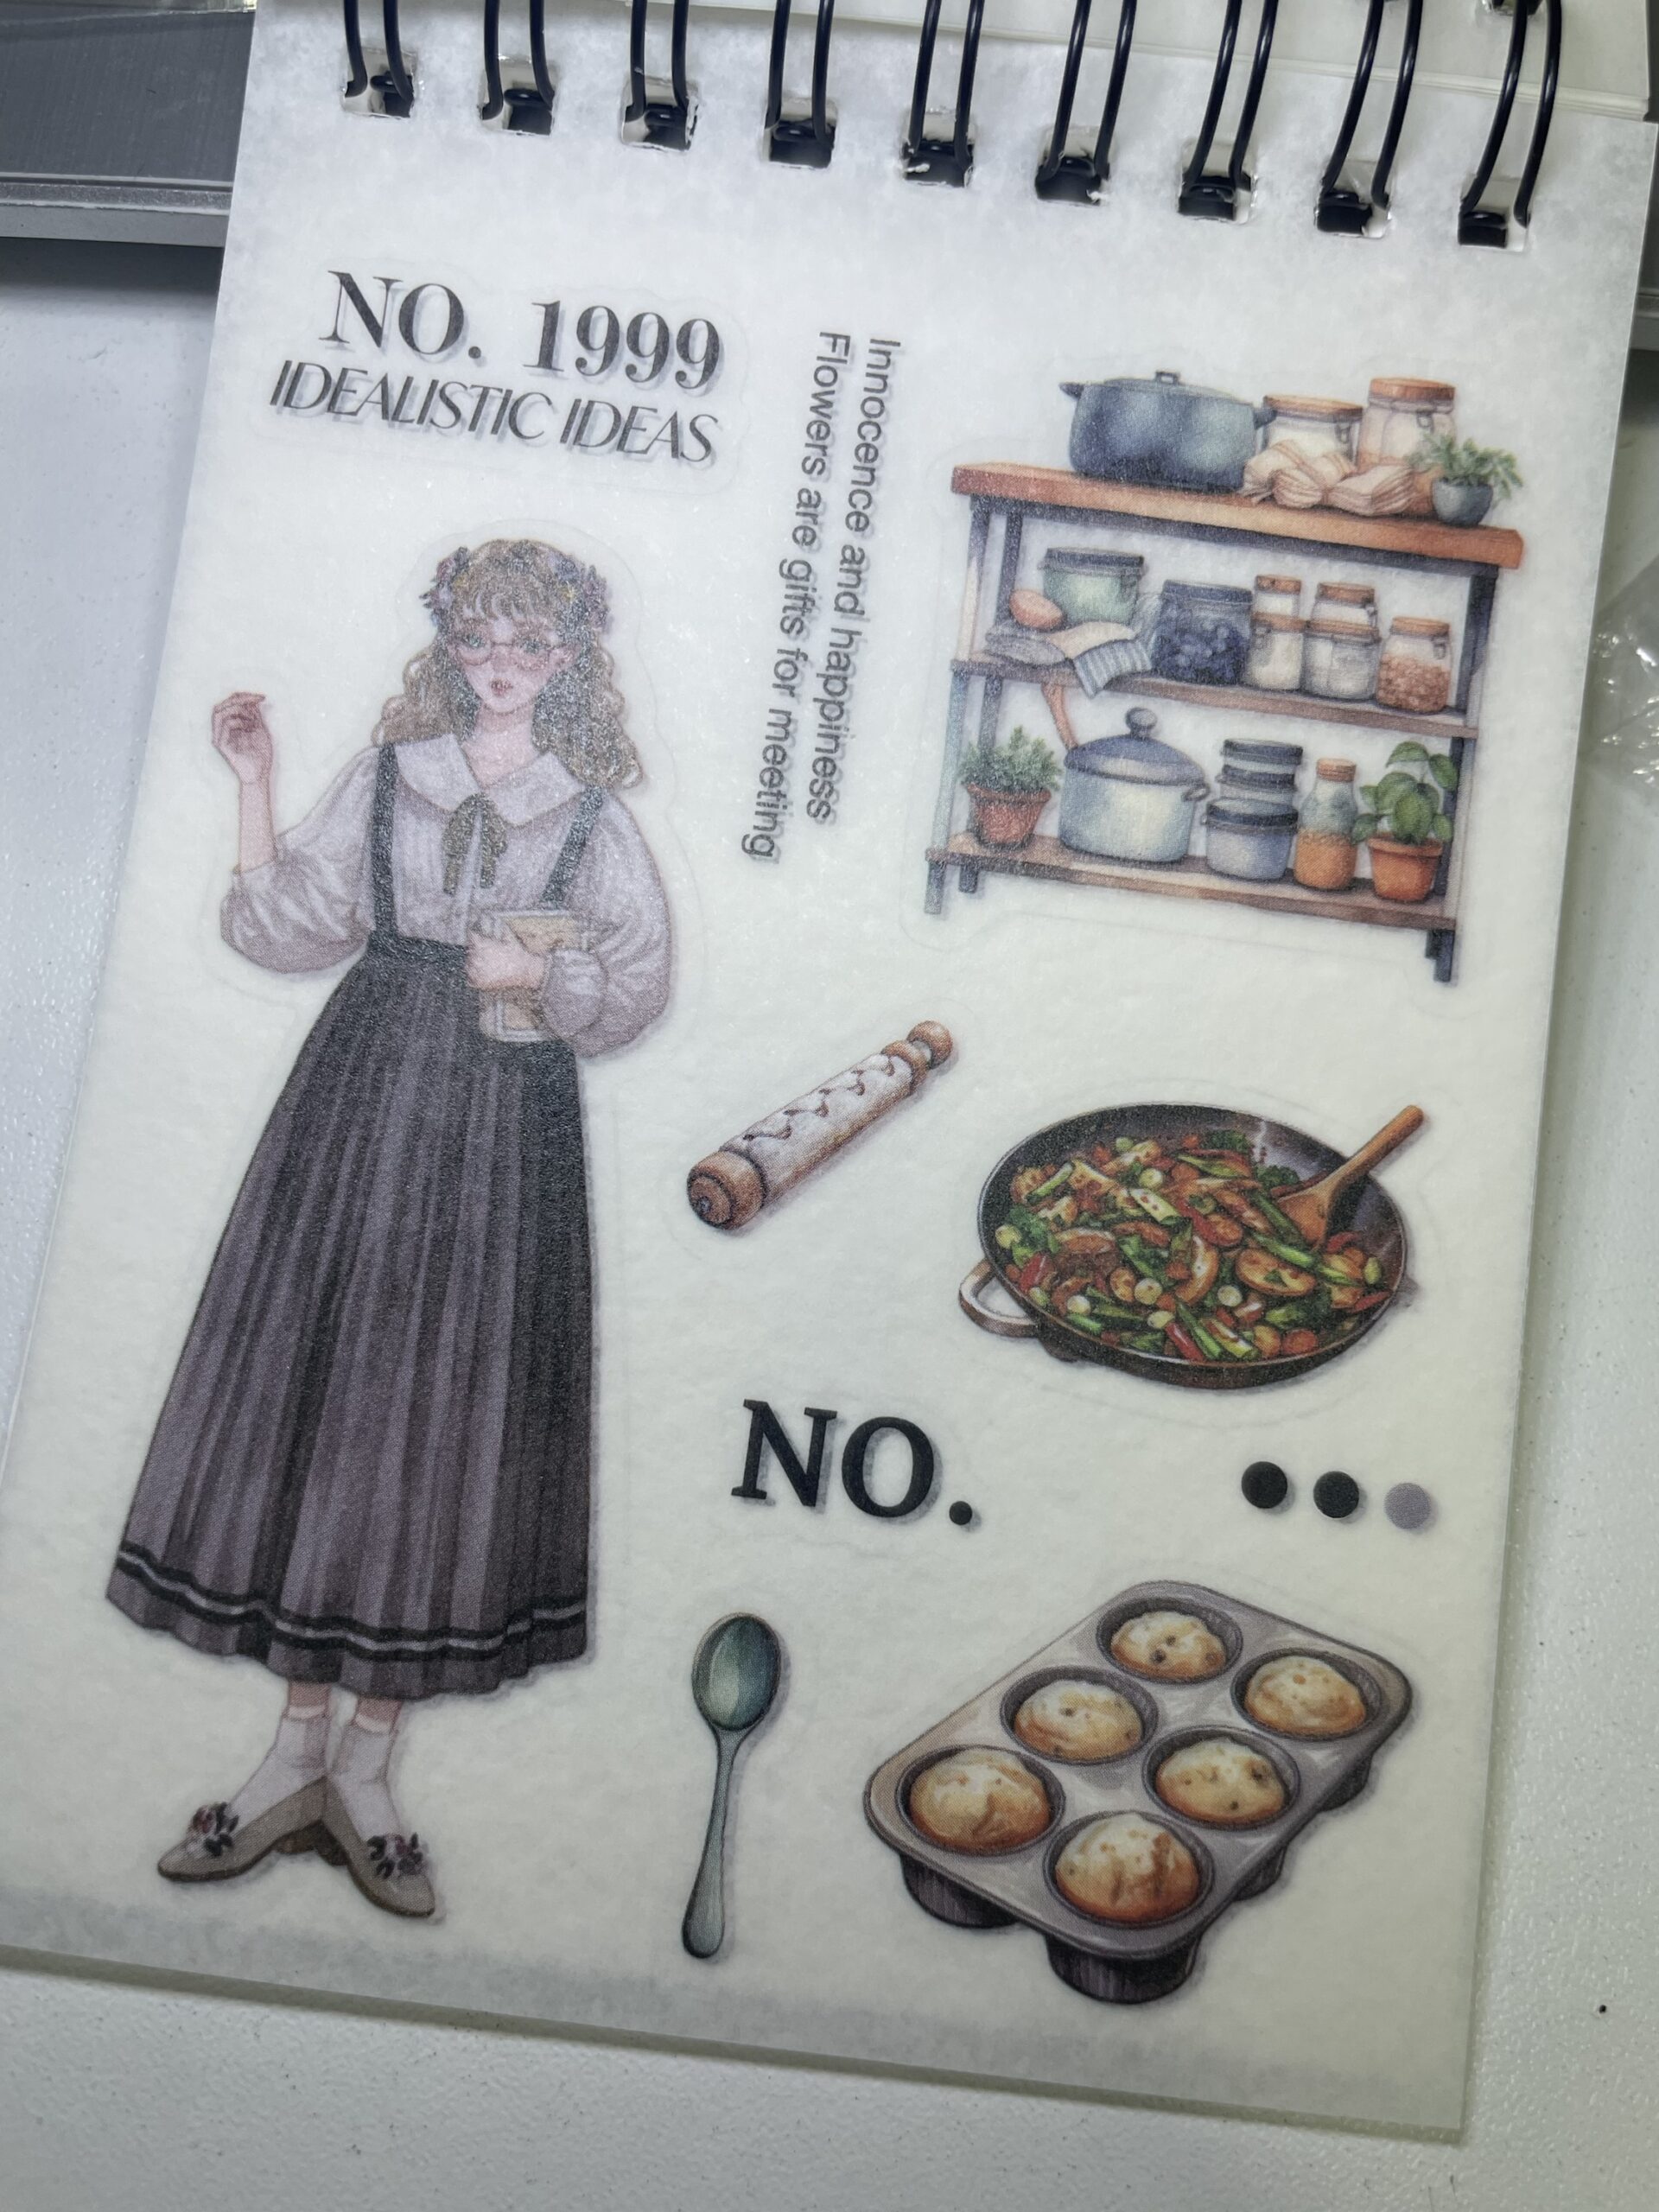 NO. 1999
IDEALISTIC IDEAS
Innocence and happiness
Flowers are gifts for meeting
NO.